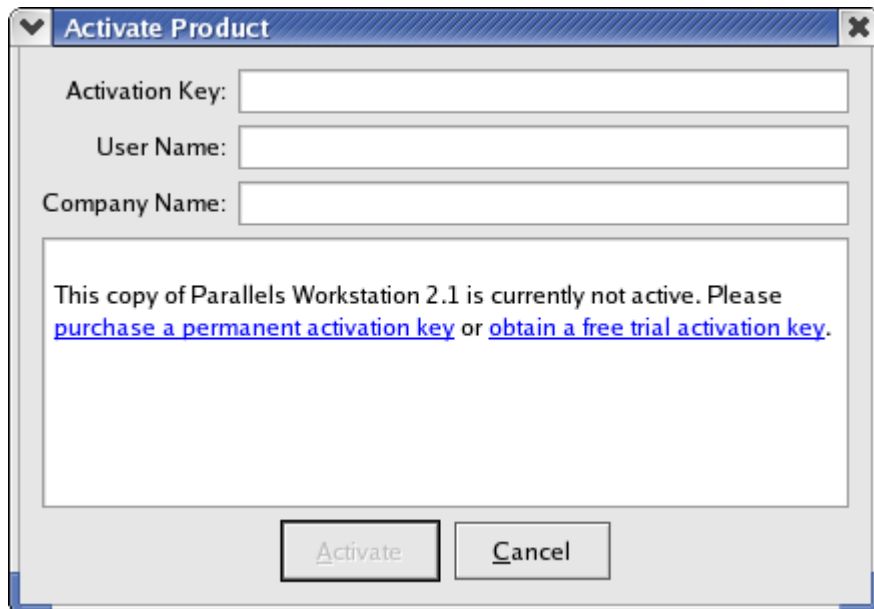 Activate Product
Activation Key:
User Name:
Company Name:
This copy of Parallels Workstation 2.1 is currently not active. Please
purchase a permanent activation key or obtain a free trial activation key.
Activate Cancel